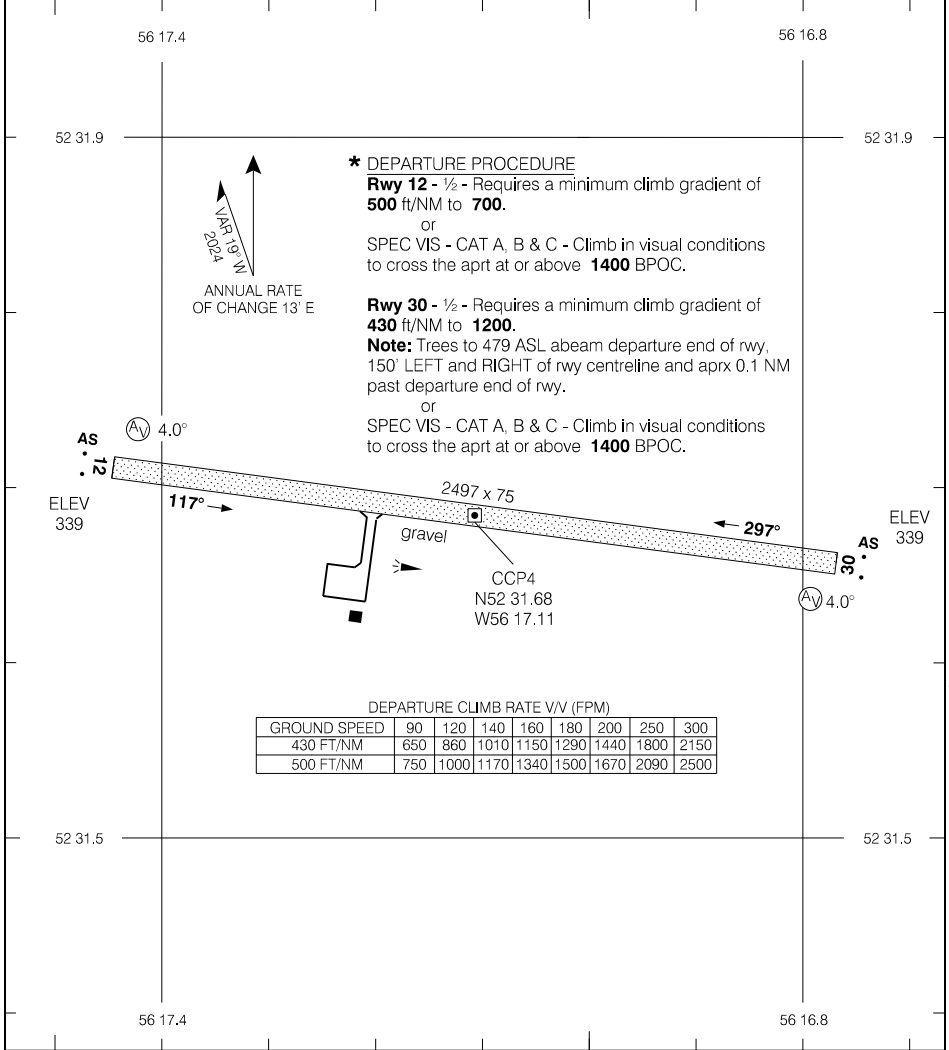 56 17.4 56 16.8
52 31.9 52 31.9
* DEPARTURE PROCEDURE
Rwy 12 - ½ - Requires a minimum climb gradient of
500 ft/NM to 700.
or
SPEC VIS - CAT A, B & C - Climb in visual conditions
to cross the aprt at or above 1400 BPOC.
VAR 19° W
2024
ANNUAL RATE
OF CHANGE 13' E
Rwy 30 - ½ - Requires a minimum climb gradient of
430 ft/NM to 1200.
Note: Trees to 479 ASL abeam departure end of rwy,
150' LEFT and RIGHT of rwy centreline and aprx 0.1 NM
past departure end of rwy.
or
SPEC VIS - CAT A, B & C - Climb in visual conditions
to cross the aprt at or above 1400 BPOC.
AV 4.0°
AS
12
ELEV
339
117°
2497 x 75
gravel
297°
ELEV
339
AS
30
AV 4.0°
CCP4
N52 31.68
W56 17.11
DEPARTURE CLIMB RATE V/V (FPM)
GROUND SPEED 90 120 140 160 180 200 250 300
430 FT/NM 650 860 1010 1150 1290 1440 1800 2150
500 FT/NM 750 1000 1170 1340 1500 1670 2090 2500
52 31.5 52 31.5
56 17.4 56 16.8